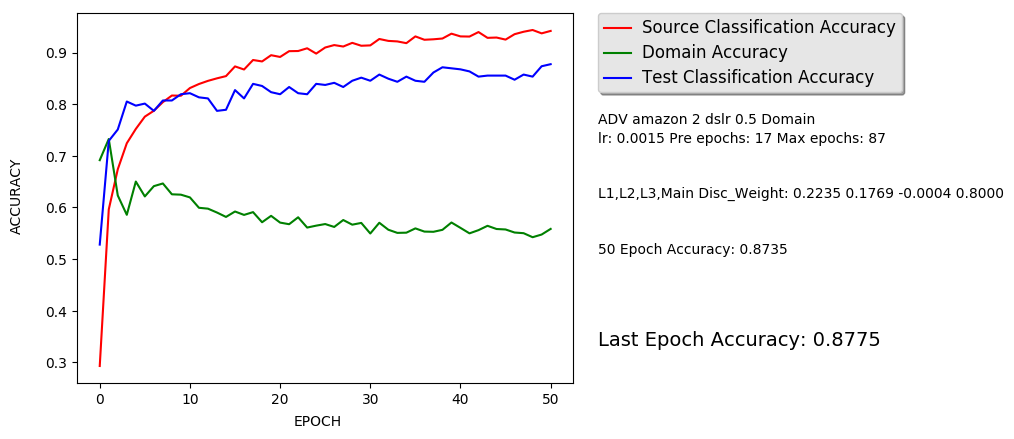 0.9
0.8
0.7
0.6
0.5
0.4
0.3
ACCURACY
0
10
20
30
40
50
EPOCH
Source Classification Accuracy
Domain Accuracy
Test Classification Accuracy
ADV amazon 2 dslr 0.5 Domain
lr: 0.0015 Pre epochs: 17 Max epochs: 87
L1,L2,L3,Main Disc_Weight: 0.2235 0.1769 -0.0004 0.8000
50 Epoch Accuracy: 0.8735
Last Epoch Accuracy: 0.8775